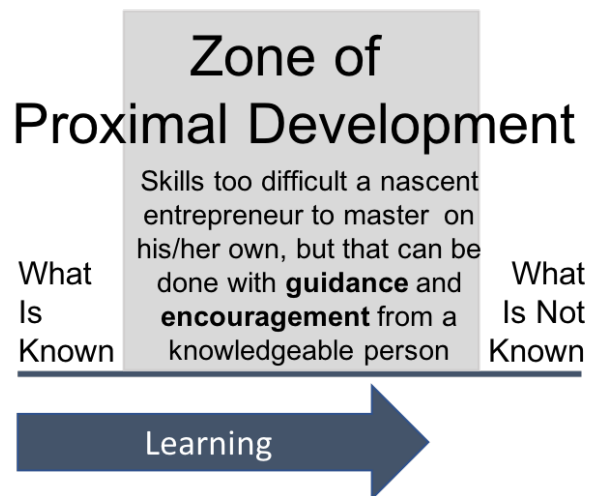 Zone of
Proximal Development
Skills too difficult a nascent
entrepreneur to master on
his/her own, but that can be
done with guidance and
encouragement from a
knowledgeable person
What
Is
Known
What
Is Not
Known
Learning